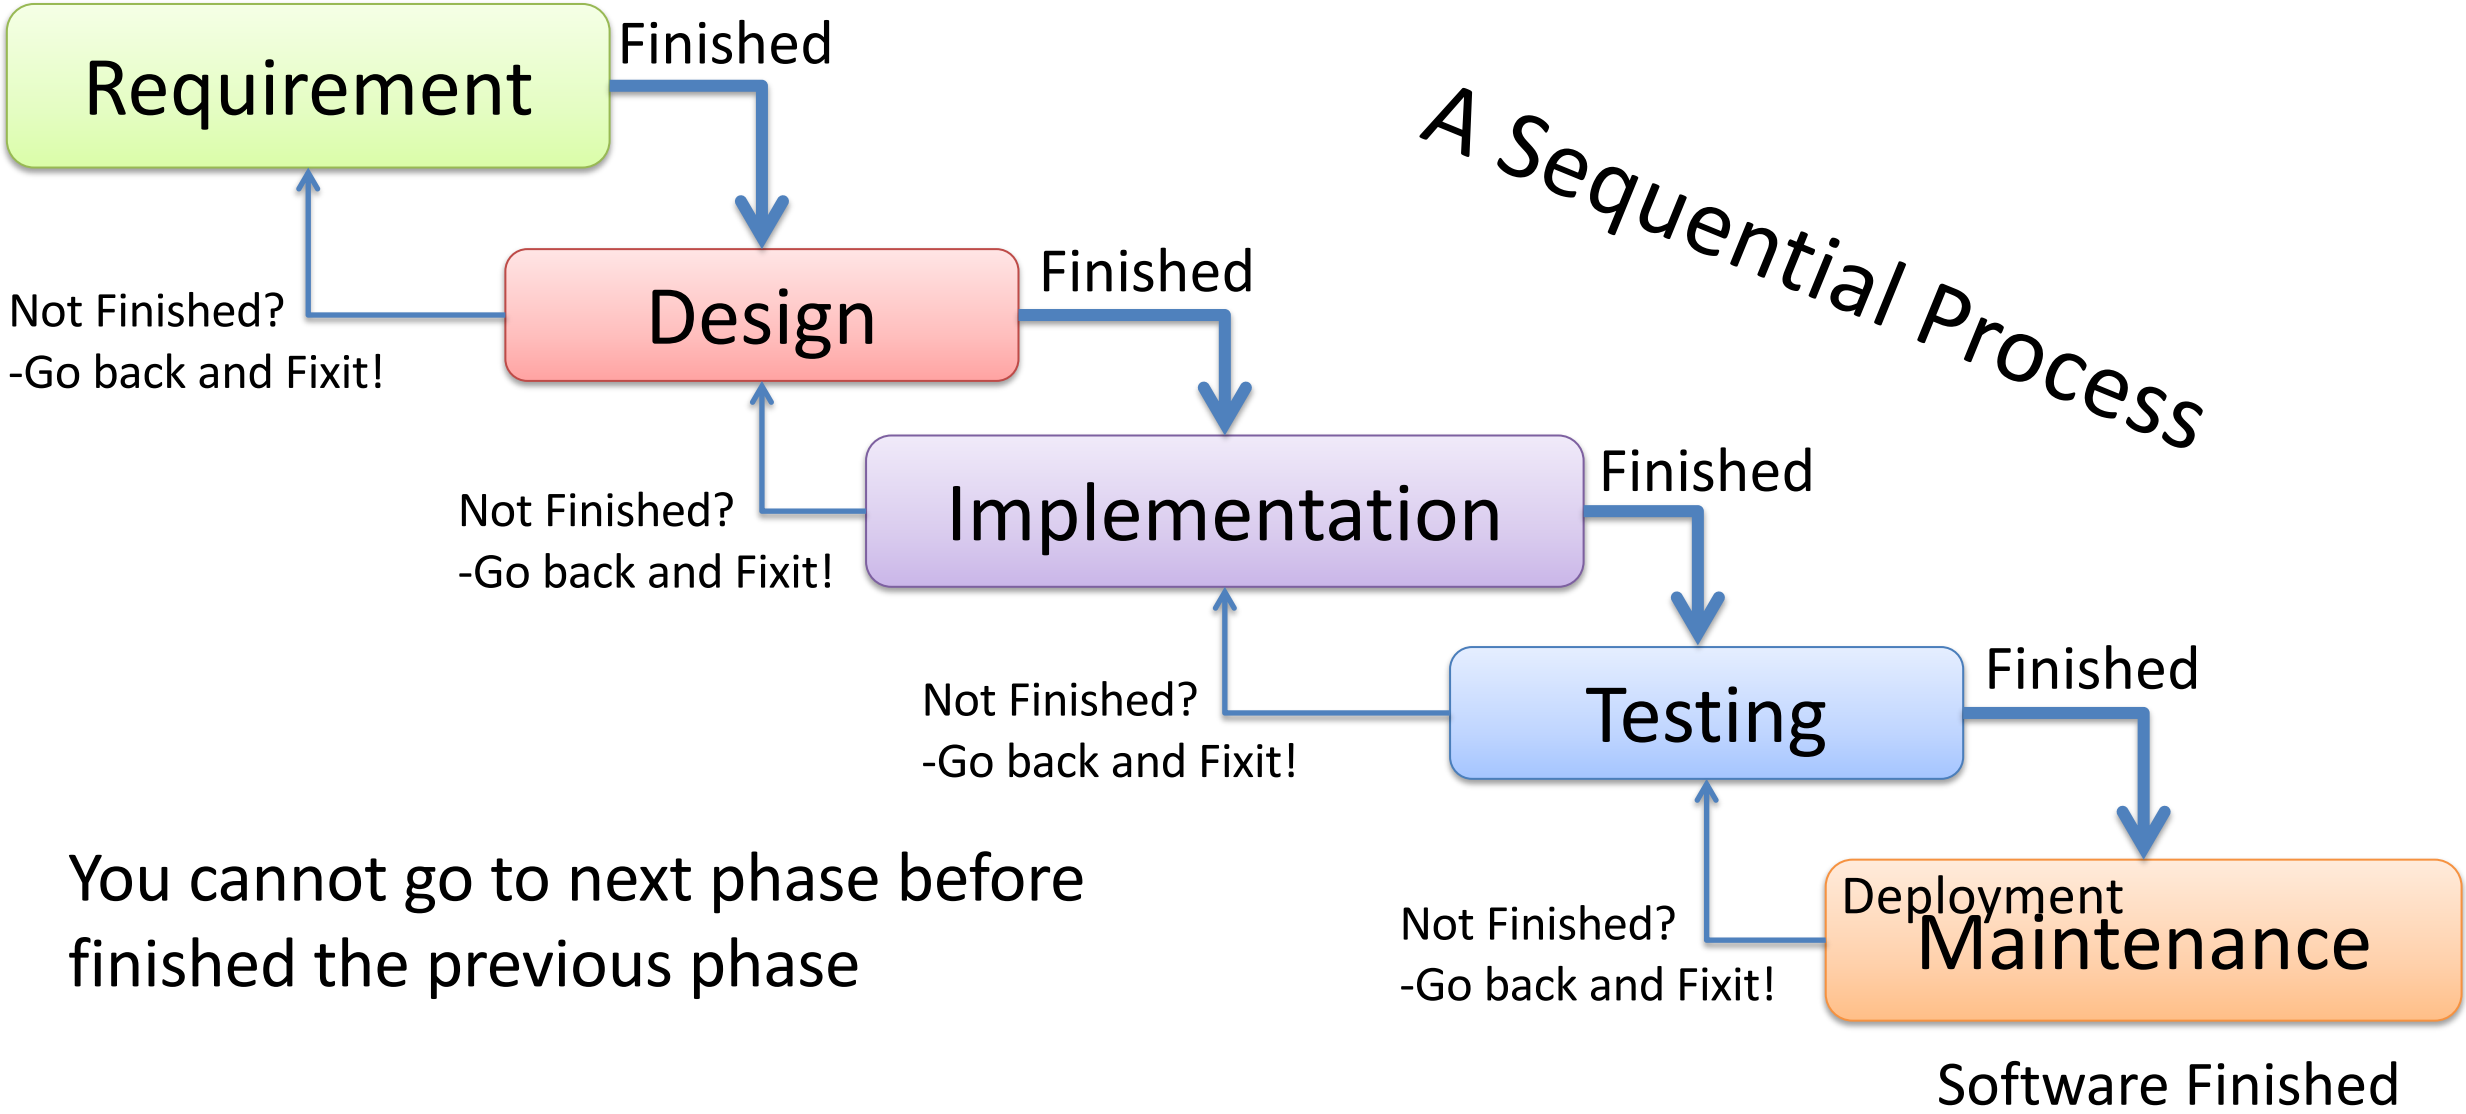 Requirement
Finished
A Sequential Process
Design
Finished
Not Finished?
-Go back and Fixit!
Implementation
Finished
Not Finished?
-Go back and Fixit!
Testing
Finished
Not Finished?
-Go back and Fixit!
You cannot go to next phase before
finished the previous phase
Deployment
Maintenance
Not Finished?
-Go back and Fixit!
Software Finished